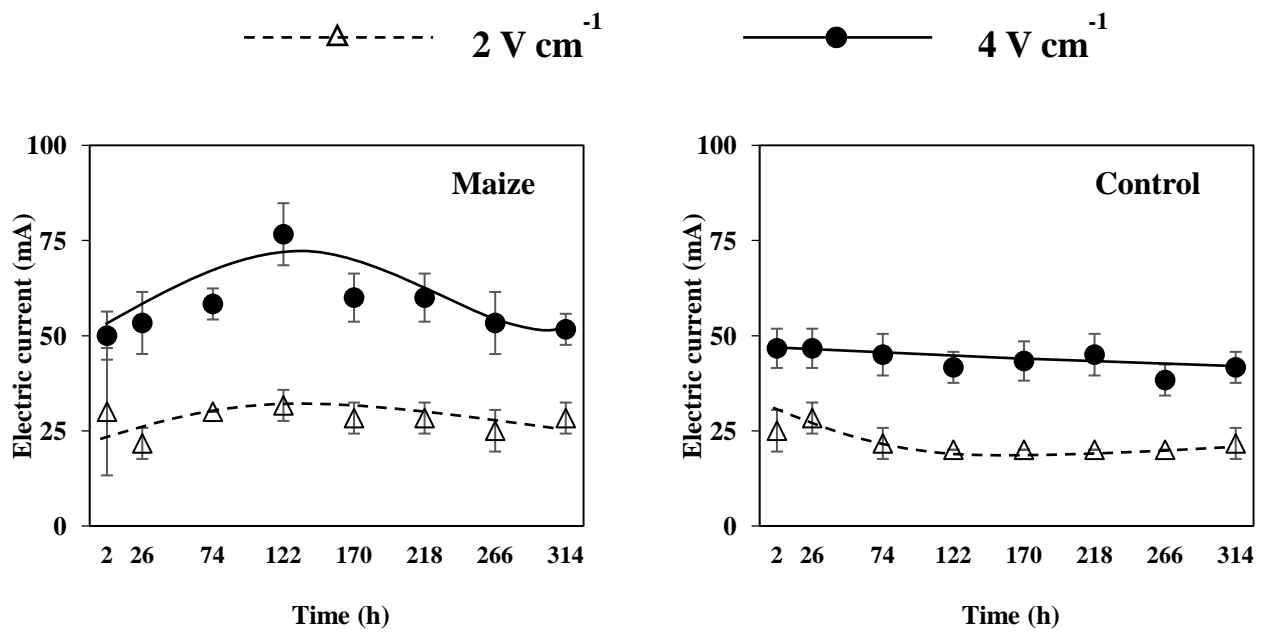 2 V cm-1
4 V cm-1
Maize
Electric current (mA)
100
75
50
25
0
2 26 74 122 170 218 266 314
Time (h)
Control
Electric current (mA)
100
75
50
25
0
2 26 74 122 170 218 266 314
Time (h)